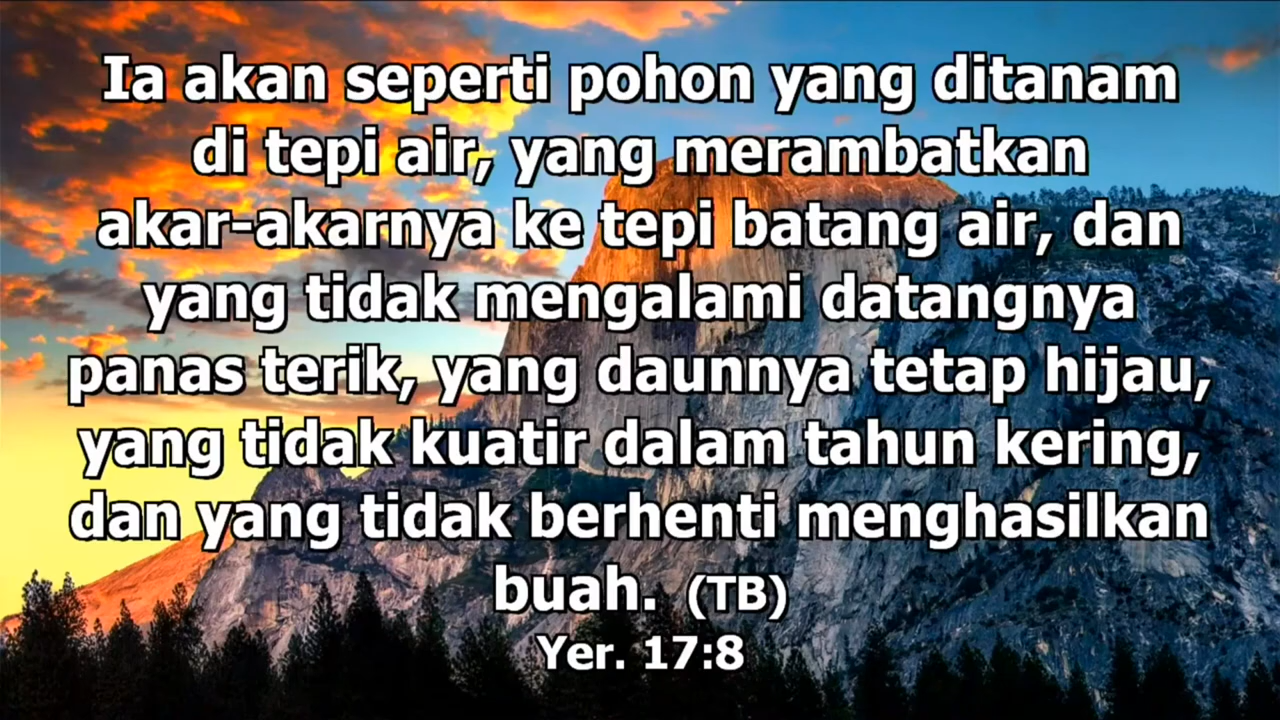 Ia akan seperti pohon yang ditanam
di tepi air, yang merambatkan
akar-akarnya ke tepi batang air, dan
yang tidak mengalami datangnya
panas terik, yang daunnya tetap hijau,
yang tidak kuatir dalam tahun kering,
dan yang tidak berhenti menghasilkan
buah. (TB)
Yer. 17:8